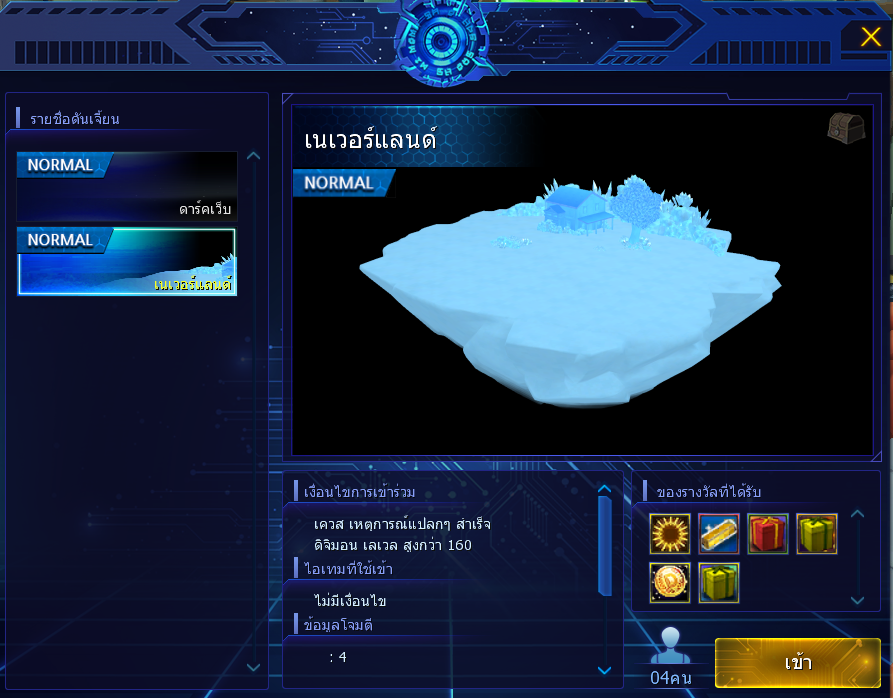 รายชื่อดันเจี้ยน
NORMAL
ดาร์คเว็บ
NORMAL
เนเวอร์แลนด์
เนเวอร์แลนด์
NORMAL
เงื่อนไขการเข้าร่วม
เควส เหตุการณ์แปลกๆ สำเร็จ
ดิจิมอน เลเวล สูงกว่า 160
ไอเทมที่ใช้เข้า
ไม่มีเงื่อนไข
ข้อมูลโจมตี
: 4
ของรางวัลที่ได้รับ
04คน
เข้า